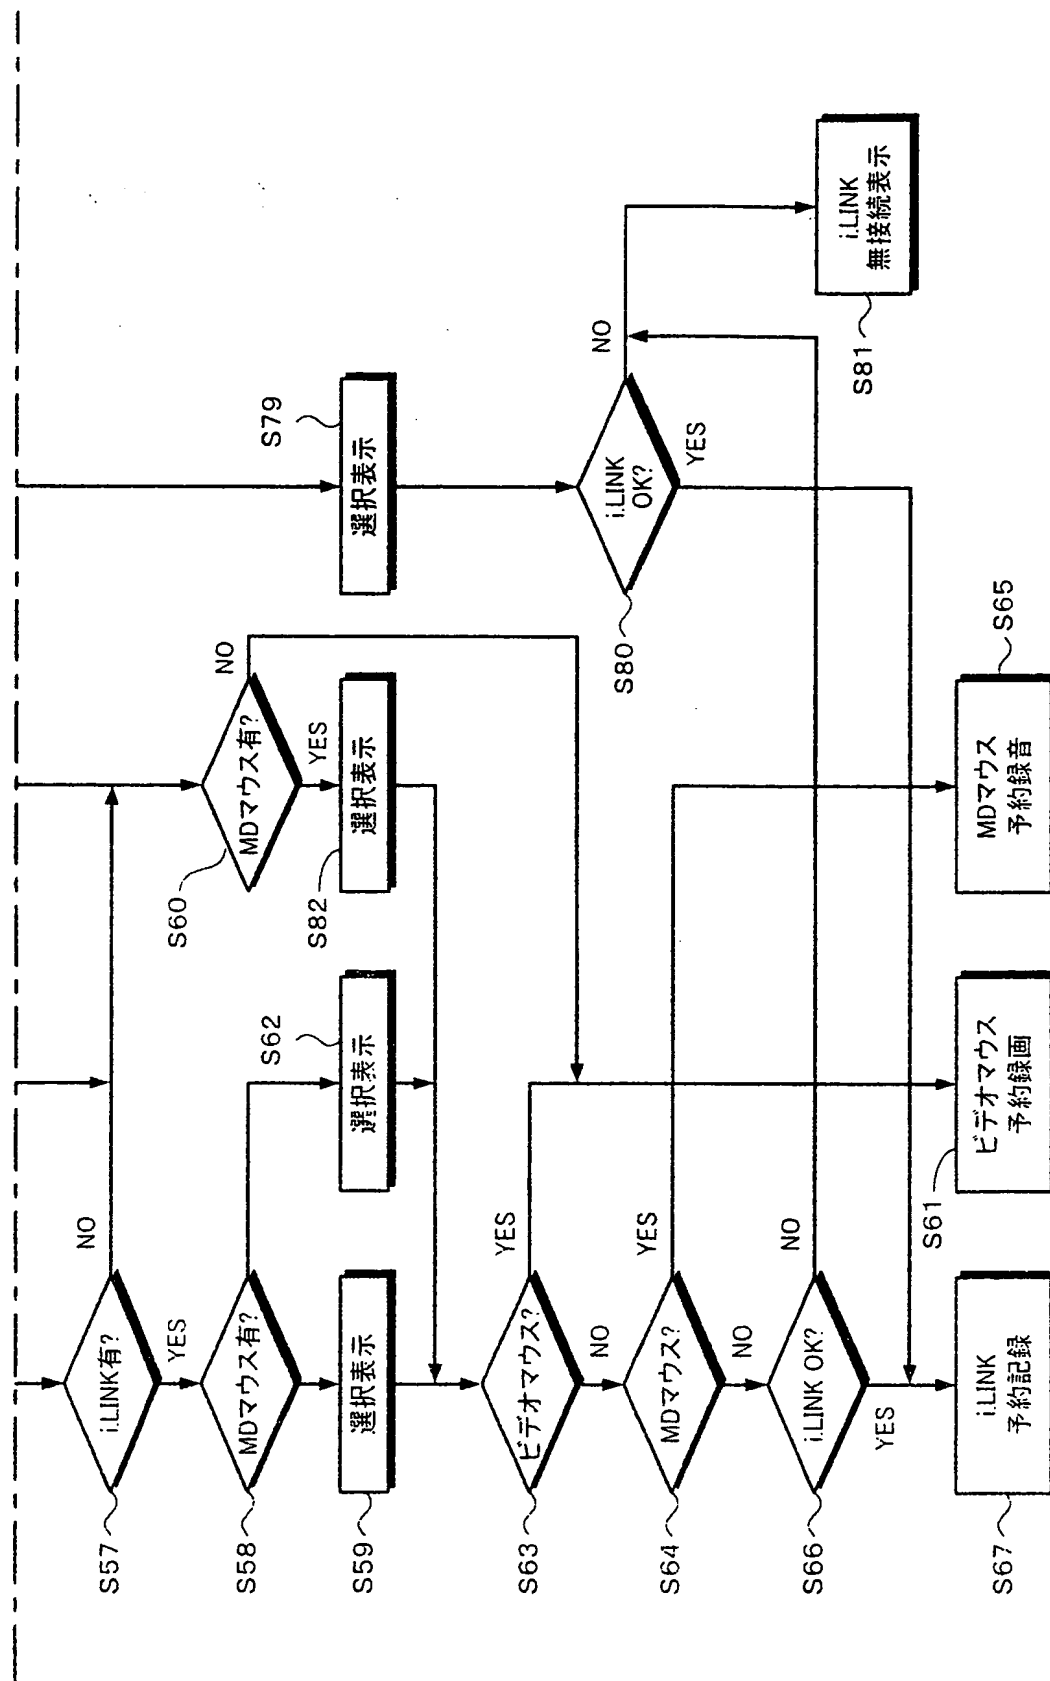 S57
i.LINK有?
NO
YES
S58
MDマウス有?
S59
選択表示
S62
選択表示
S60
MDマウス有?
NO
YES
S82
選択表示
S79
選択表示
S63
ビデオマウス?
YES
NO
S64
MDマウス?
YES
NO
S66
i.LINK OK?
NO
YES
S80
i.LINK
OK?
NO
YES
S81
i.LINK
無接続表示
S67
i.LINK
予約記録
S61
ビデオマウス
予約録画
S65
MDマウス
予約録音